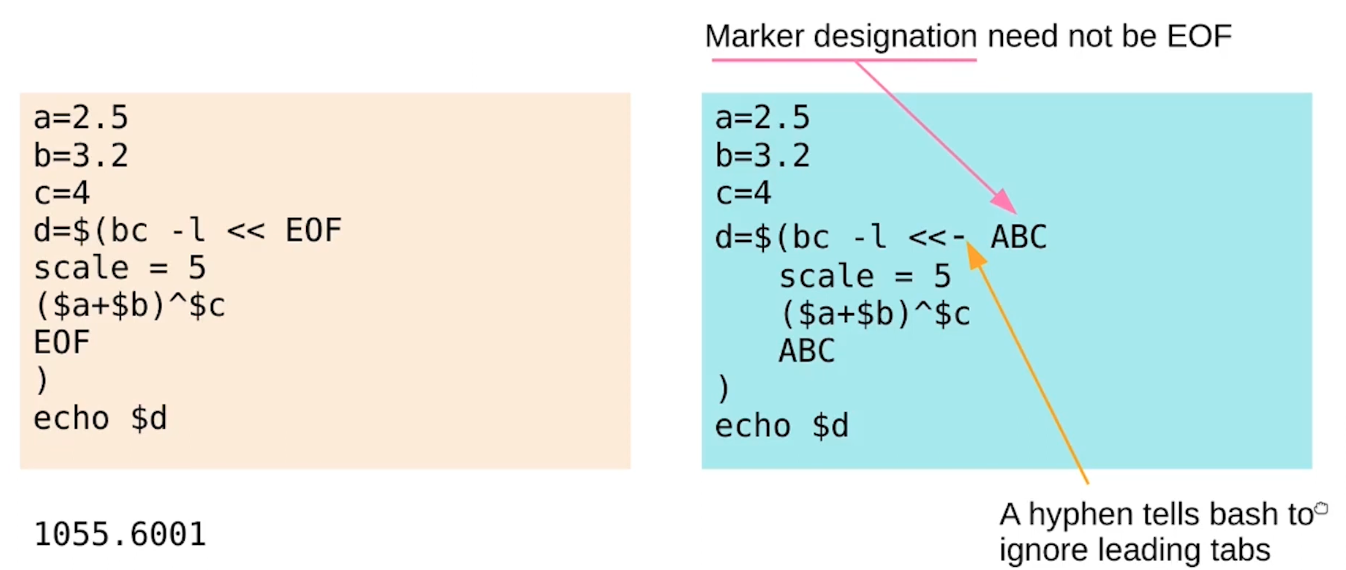 Marker designation need not be EOF
a=2.5
b=3.2
c=4
d=$(bc -l << EOF
scale = 5
($a+$b)^$c
EOF
)
echo $d
1055.6001
a=2.5
b=3.2
c=4
d=$(bc -l <<- ABC
    scale = 5
    ($a+$b)^$c
    ABC
)
echo $d
A hyphen tells bash to
ignore leading tabs